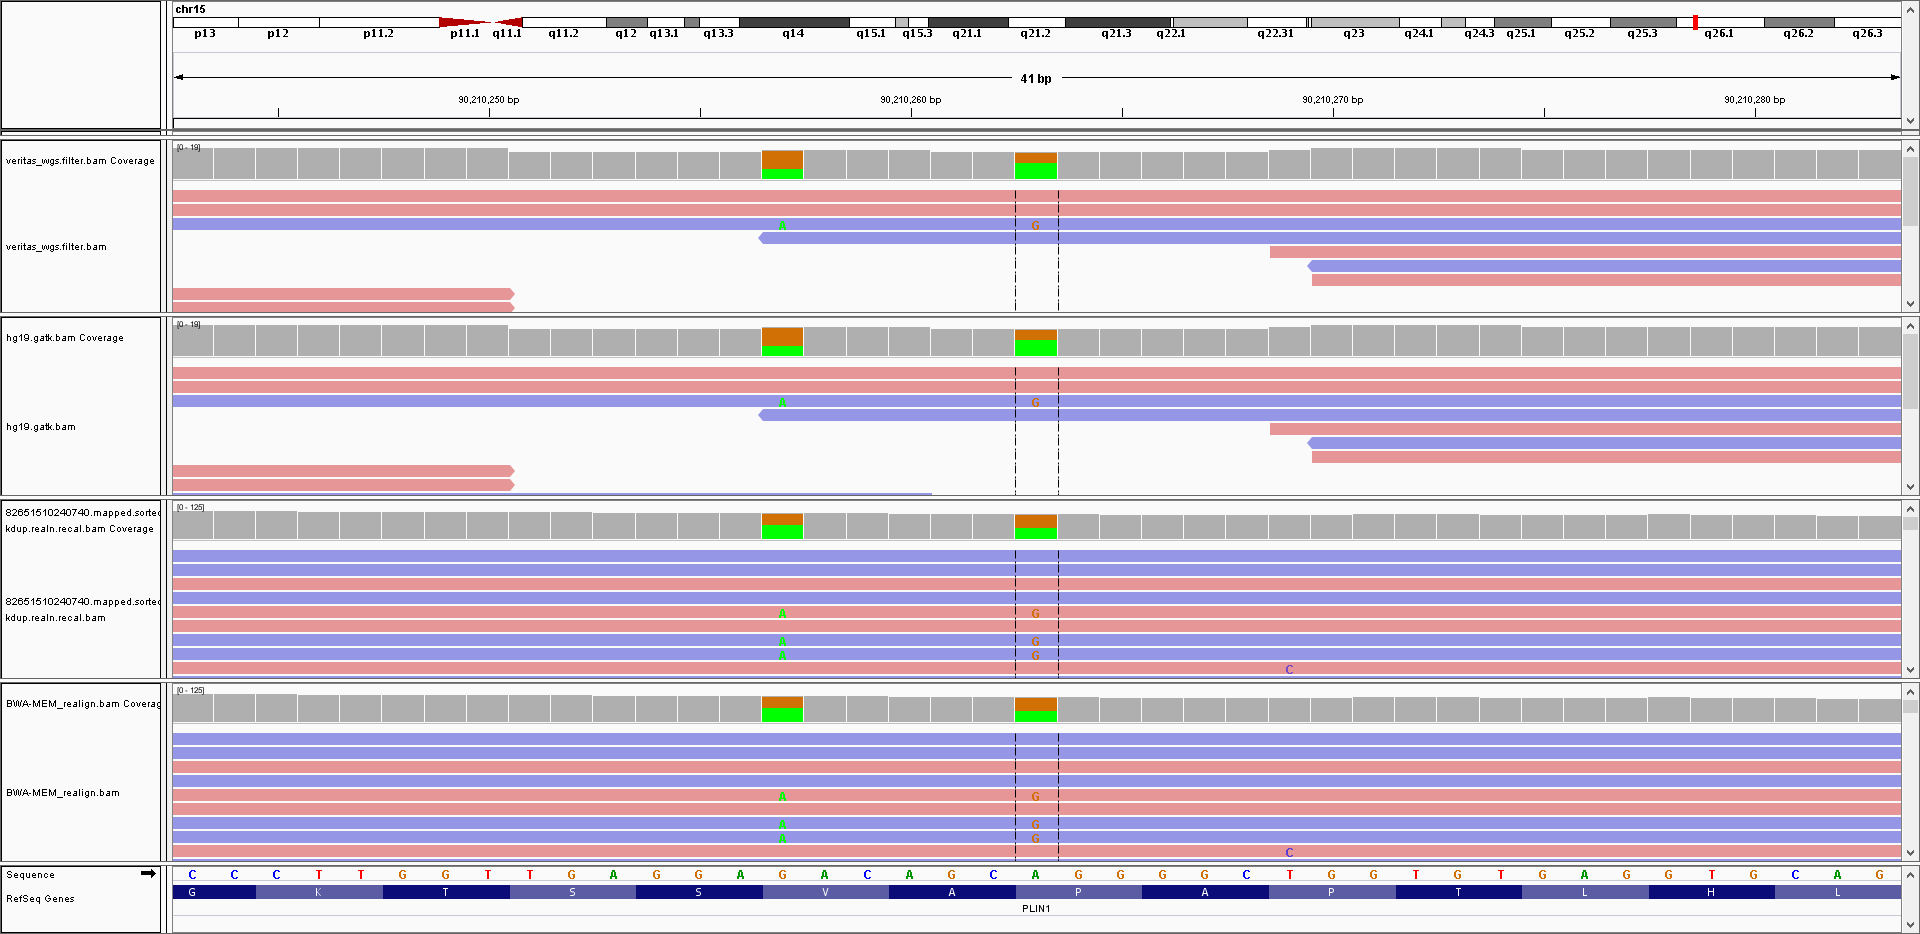 chr15
p13 p12 p11.2 p11.1 q11.1 q11.2 q12 q13.1 q13.3 q14 q15.1 q15.3 q21.1 q21.2 q21.3 q22.1 q22.31 q23 q24.1 q24.3 q25.1 q25.2 q25.3 q26.1 q26.2 q26.3
41 bp
90,210,250 bp 90,210,260 bp 90,210,270 bp 90,210,280 bp
[0 - 19]
veritas_wgs.filter.bam Coverage
A G
veritas_wgs.filter.bam
[0 - 19]
hg19.gatk.bam Coverage
A G
hg19.gatk.bam
[0 - 125]
82651510240740.mapped.sorted
kdup.realn.recal.bam Coverage
82651510240740.mapped.sorted
A G
kdup.realn.recal.bam
A G
A G
C
[0 - 125]
BWA-MEM_realign.bam Coverag
BWA-MEM_realign.bam
A G
A G
A G
C
Sequence C C C T T G G T T G A G G A G A C A G C A G G G G C T G G T G T G A G G T G C A G
G K T S S V A P A P T L H L
RefSeq Genes
PLIN1